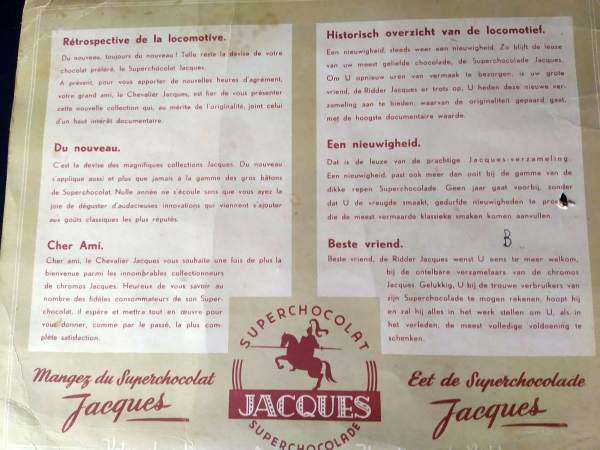 Rétrospective de la locomotive.
Du nouveau, toujours du nouveau ! Telle reste la devise de votre
chocolat préféré, le Superchocolat Jacques.
A présent, pour vous apporter de nouvelles heures d'agrément,
votre grand ami, le Chevalier Jacques, est fier de vous présenter
cette nouvelle collection qui, au mérite de l'originalité, joint celui
d'un haut intérêt documentaire.
Du nouveau.
C'est la devise des magnifiques collections Jacques. Du nouveau
s'applique aussi et plus que jamais à la gamme des gros bâtons
de Superchocolat. Nulle année ne s'écoule sans que vous ayez la
joie de déguster d'audacieuses innovations qui viennent s'ajouter
aux goûts classiques les plus réputés.
Cher Ami.
Cher ami, le Chevalier Jacques vous souhaite une fois de plus la
bienvenue parmi les innombrables collectionneurs
de chromos Jacques. Heureux de vous savoir au
nombre des fidèles consommateurs de son Super-
chocolat, il espère et mettra tout en œuvre pour
vous donner, comme par le passé, la plus com-
plète satisfaction.
Mangez du Superchocolat
Jacques
Historisch overzicht van de locomotief.
Een nieuwigheid, steeds weer een nieuwigheid. Zo blijft de leuze
van uw meest geliefde chocolade, de Superchocolade Jacques.
Om U opnieuw uren van vermaak te bezorgen, is uw grote
vriend, de Ridder Jacques er trots op, U heden deze nieuwe ver-
zameling aan te bieden, waarvan de originaliteit gepaard gaat,
met de hoogste documentaire waarde.
Een nieuwigheid.
Dat is de leuze van de prachtige Jacques-verzameling.
Een nieuwigheid, past ook meer dan ooit bij de gamma van de
dikke repen Superchocolade. Geen jaar gaat voorbij, zonder
dat U de vreugde smaakt, gedurfde nieuwigheden te
die de meest vermaarde klassieke smaken komen aanvullen.
B
Beste vriend.
Beste vriend, de Ridder Jacques wenst U eens te meer welkom,
bij de ontelbare verzamelaars van de chromos
Jacques. Gelukkig, U bij de trouwe verbruikers van
zijn Superchocolade te mogen rekenen, hoopt hij
en zal hij alles in het werk stellen om U, als in
het verleden, de meest volledige voldoening te
schenken.
Eet de Superchocolade
Jacques
SUPERCHOCOLAT
JACQUES
SUPERCHOCOLADE